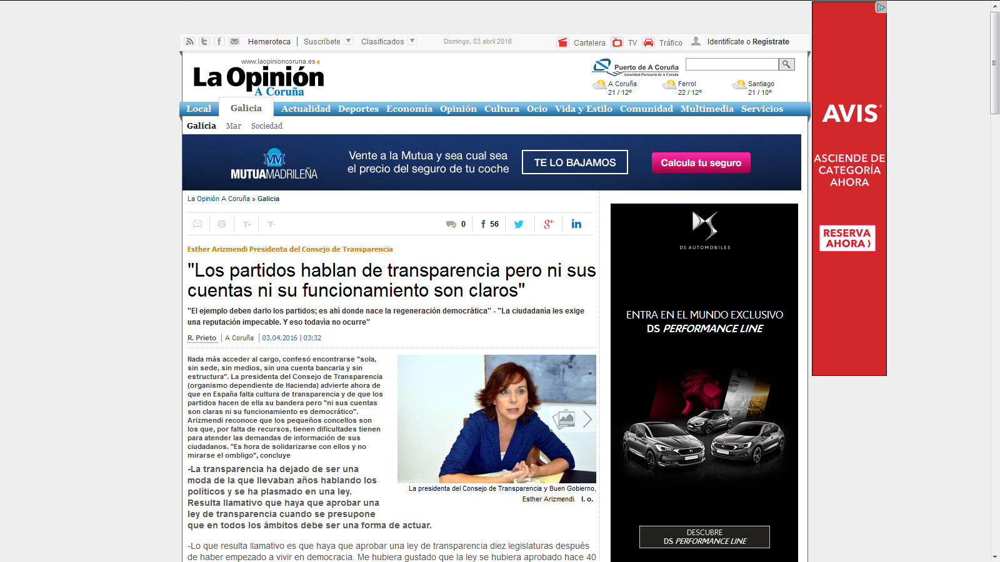 Hemeroteca
Suscríbete
Clasificados
Domingo, 03 abril 2016
Cartelera
TV
Tráfico
Identifícate o Regístrate
www.laopinioncoruna.es
La Opinión
A Coruña
Puerto de A Coruña
Autoridad Portuaria de A Coruña
A Coruña
21 / 12º
Ferrol
22 / 12º
Santiago
21 / 10º
Local Galicia Actualidad Deportes Economía Opinión Cultura Ocio Vida y Estilo Comunidad Multimedia Servicios
Galicia Mar Sociedad
MUTUAMADRILEÑA
Vente a la Mutua y sea cual sea
el precio del seguro de tu coche
TE LO BAJAMOS
Calcula tu seguro
La Opinión A Coruña » Galicia
T+ T-
0
f 56
g+
in
Esther Arizmendi Presidenta del Consejo de Transparencia
"Los partidos hablan de transparencia pero ni sus
cuentas ni su funcionamiento son claros"
"El ejemplo deben darlo los partidos; es ahí donde nace la regeneración democrática" - "La ciudadanía les exige
una reputación impecable. Y eso todavía no ocurre"
R. Prieto | A Coruña | 03.04.2016 | 03:32
Nada más acceder al cargo, confesó encontrarse "sola,
sin sede, sin medios, sin una cuenta bancaria y sin
estructura". La presidenta del Consejo de Transparencia
(organismo dependiente de Hacienda) advierte ahora de
que en España falta cultura de transparencia y de que los
partidos hacen de ella su bandera pero "ni sus cuentas
son claras ni su funcionamiento es democrático".
Arizmendi reconoce que los pequeños concellos son
los que, por falta de recursos, tienen dificultades tienen
para atender las demandas de información de sus
ciudadanos. "Es hora de solidarizarse con ellos y no
mirarse el ombligo", concluye
La presidenta del Consejo de Transparencia y Buen Gobierno,
Esther Arizmendi. l. o.
-La transparencia ha dejado de ser una
moda de la que llevaban años hablando los
políticos y se ha plasmado en una ley.
Resulta llamativo que haya que aprobar una
ley de transparencia cuando se presupone
que en todos los ámbitos debe ser una forma de actuar.
-Lo que resulta llamativo es que haya que aprobar una ley de transparencia diez legislaturas después
de haber empezado a vivir en democracia. Me hubiera gustado que la ley se hubiera aprobado hace 40
DS AUTOMOBILES
ENTRA EN EL MUNDO EXCLUSIVO
DS PERFORMANCE LINE
DESCUBRE
DS PERFORMANCE LINE
AVIS
ASCIENDE DE
CATEGORÍA
AHORA
RESERVA
AHORA